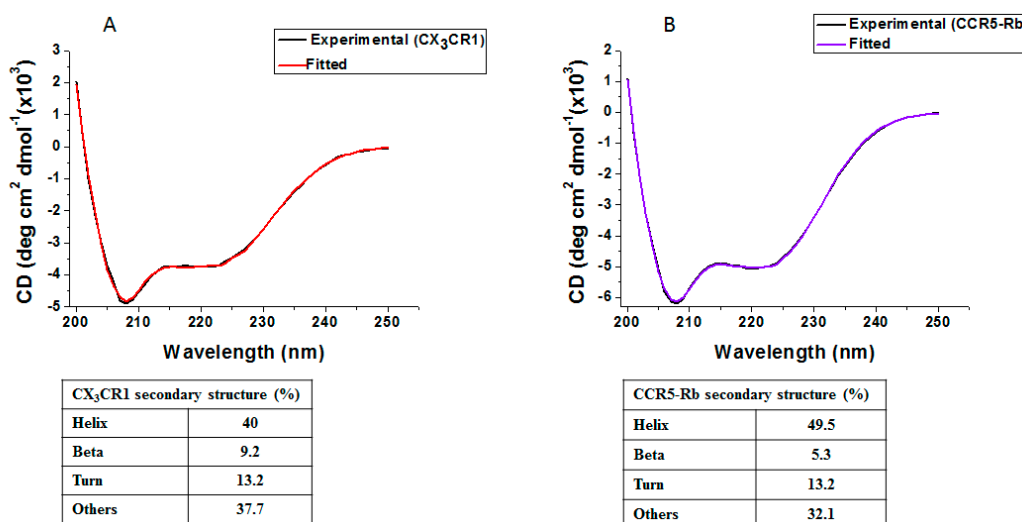 A
Experimental (CX₃CR1)
Fitted
CD (deg cm² dmol⁻¹(x10³)
3
2
1
0
-1
-2
-3
-4
-5
200 210 220 230 240 250
Wavelength (nm)
CX₃CR1 secondary structure (%)
Helix 40
Beta 9.2
Turn 13.2
Others 37.7
B
Experimental (CCR5-Rb
Fitted
CD (deg cm² dmol⁻¹(x10³)
2
1
0
-1
-2
-3
-4
-5
-6
200 210 220 230 240 250
Wavelength (nm)
CCR5-Rb secondary structure (%)
Helix 49.5
Beta 5.3
Turn 13.2
Others 32.1